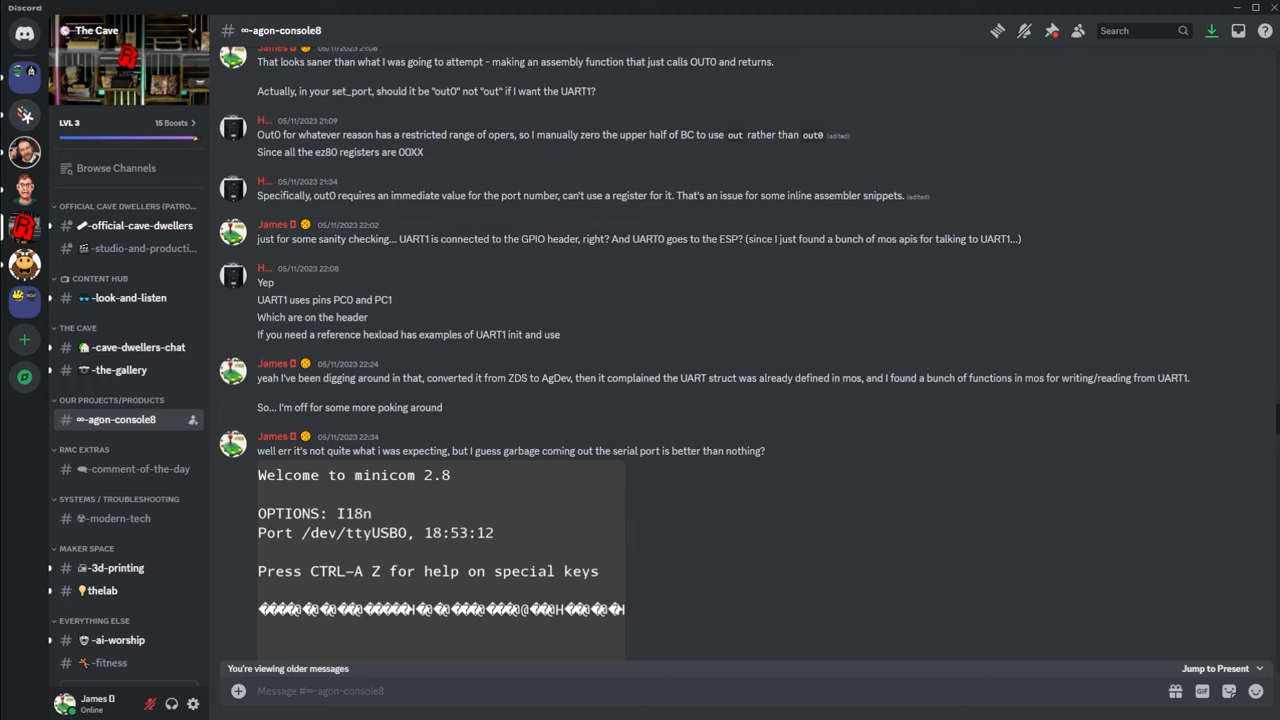 Discord
The Cave
∞-agon-console8
Search
LVL 3
15 Boosts
Browse Channels
OFFICIAL CAVE DWELLERS (PATRO...
-official-cave-dwellers
-studio-and-producti...
CONTENT HUB
-look-and-listen
THE CAVE
-cave-dwellers-chat
-the-gallery
OUR PROJECTS/PRODUCTS
∞-agon-console8
RMC EXTRAS
-comment-of-the-day
SYSTEMS / TROUBLESHOOTING
-modern-tech
MAKER SPACE
-3d-printing
thelab
EVERYTHING ELSE
-ai-worship
-fitness
James
Online
James 05/11/2023 21:06
That looks saner than what I was going to attempt - making an assembly function that just calls OUT0 and returns.
Actually, in your set_port, should it be "out0" not "out" if I want the UART1?
H... 05/11/2023 21:09
Out0 for whatever reason has a restricted range of opers, so I manually zero the upper half of BC to use out rather than out0 (edited)
Since all the ez80 registers are 00XX
H... 05/11/2023 21:34
Specifically, out0 requires an immediate value for the port number, can't use a register for it. That's an issue for some inline assembler snippets. (edited)
James 05/11/2023 22:02
just for some sanity checking... UART1 is connected to the GPIO header, right? And UART0 goes to the ESP? (since I just found a bunch of mos apis for talking to UART1...)
H... 05/11/2023 22:08
Yep
UART1 uses pins PC0 and PC1
Which are on the header
If you need a reference hexload has examples of UART1 init and use
James 05/11/2023 22:24
yeah I've been digging around in that, converted it from ZDS to AgDev, then it complained the UART struct was already defined in mos, and I found a bunch of functions in mos for writing/reading from UART1.
So... I'm off for some more poking around
James 05/11/2023 22:34
well err it's not quite what i was expecting, but I guess garbage coming out the serial port is better than nothing?
Welcome to minicom 2.8
OPTIONS: I18n
Port /dev/ttyUSB0, 18:53:12
Press CTRL-A Z for help on special keys
You're viewing older messages
Jump to Present
Message #∞-agon-console8
GIF